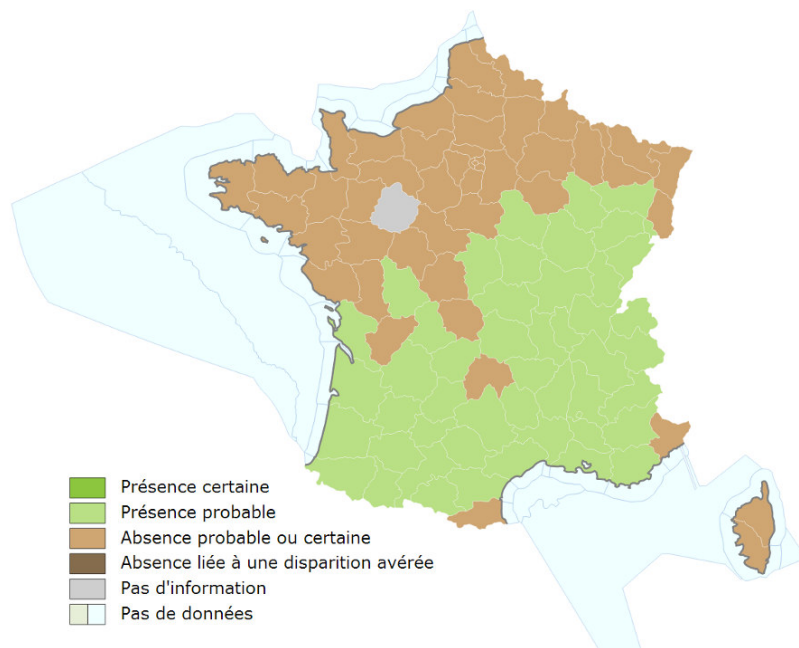 Présence certaine
Présence probable
Absence probable ou certaine
Absence liée à une disparition avérée
Pas d'information
Pas de données